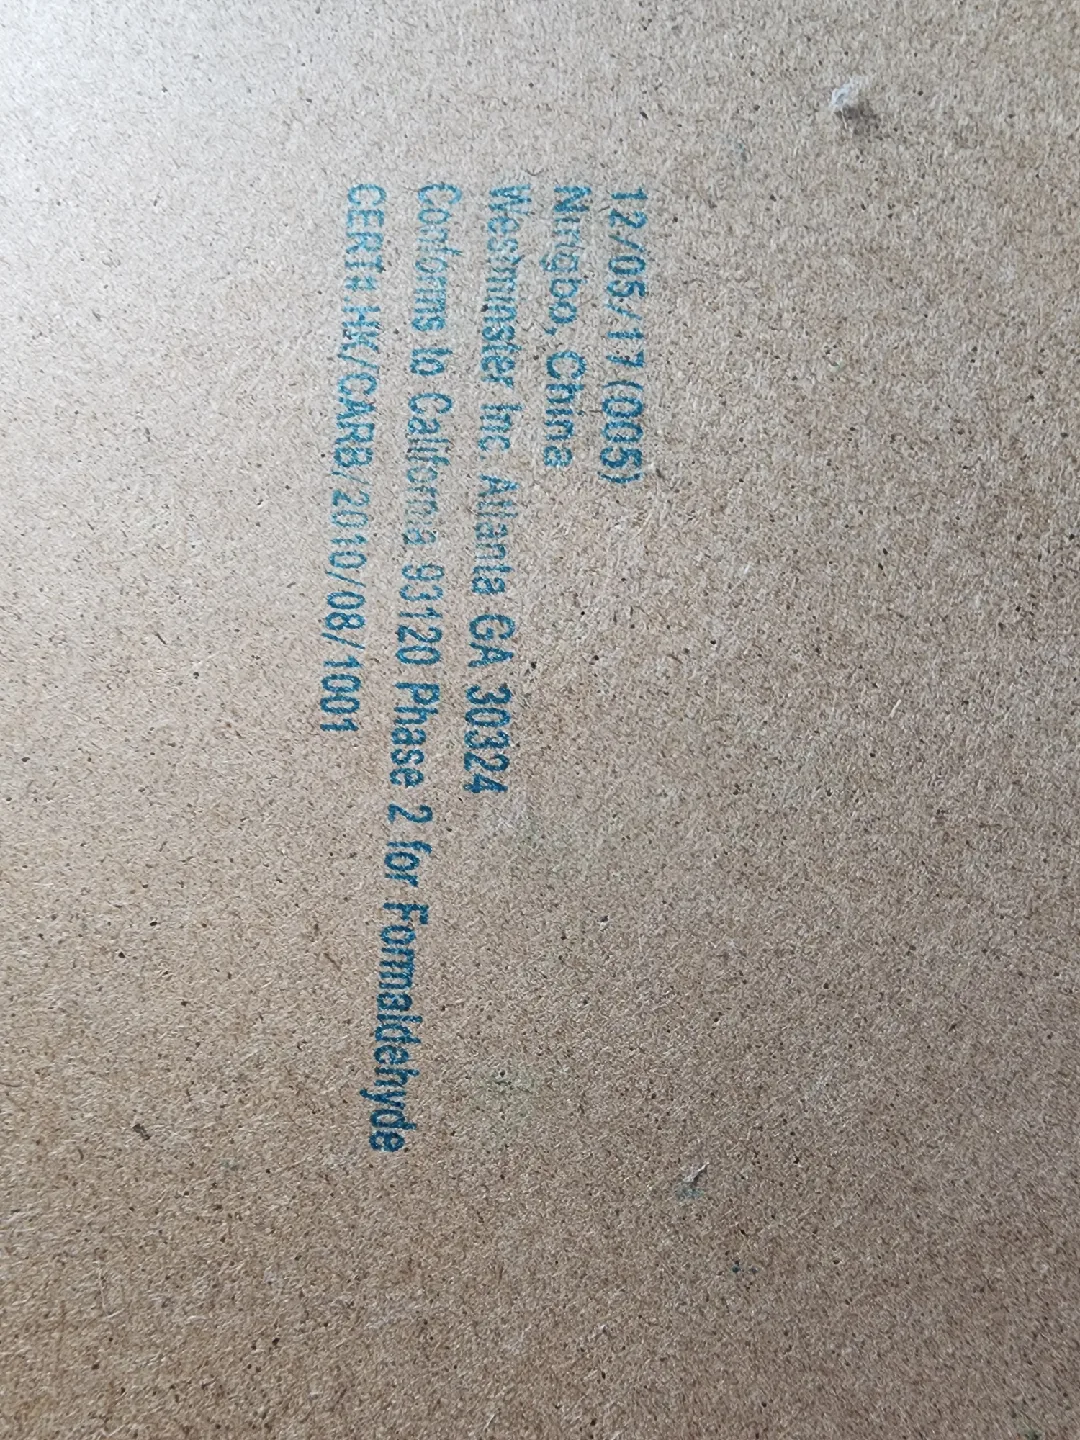 12/05/17(005)
Ningbo, China
Westminster Inc Atlanta GA 30324
Conforms to California 93120 Phase 2 for Formaldehyde
CERT# HK/CARB/2010/08/1001